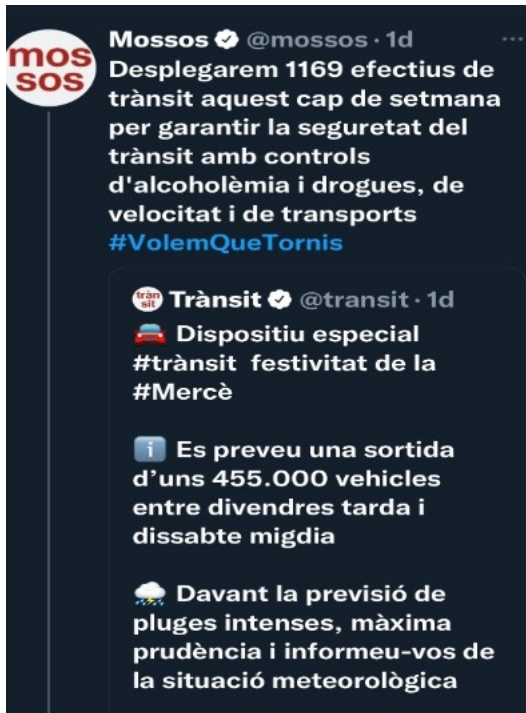 mos
sos
Mossos @mossos · 1d
Desplegarem 1169 efectius de
trànsit aquest cap de setmana
per garantir la seguretat del
trànsit amb controls
d'alcoholèmia i drogues, de
velocitat i de transports
#VolemQueTornis
tràn
sit
Trànsit @transit · 1d
🚘 Dispositiu especial
#trànsit festivitat de la
#Mercè
ℹ️ Es preveu una sortida
d’uns 455.000 vehicles
entre divendres tarda i
dissabte migdia
⛈️ Davant la previsió de
pluges intenses, màxima
prudència i informeu-vos de
la situació meteorològica